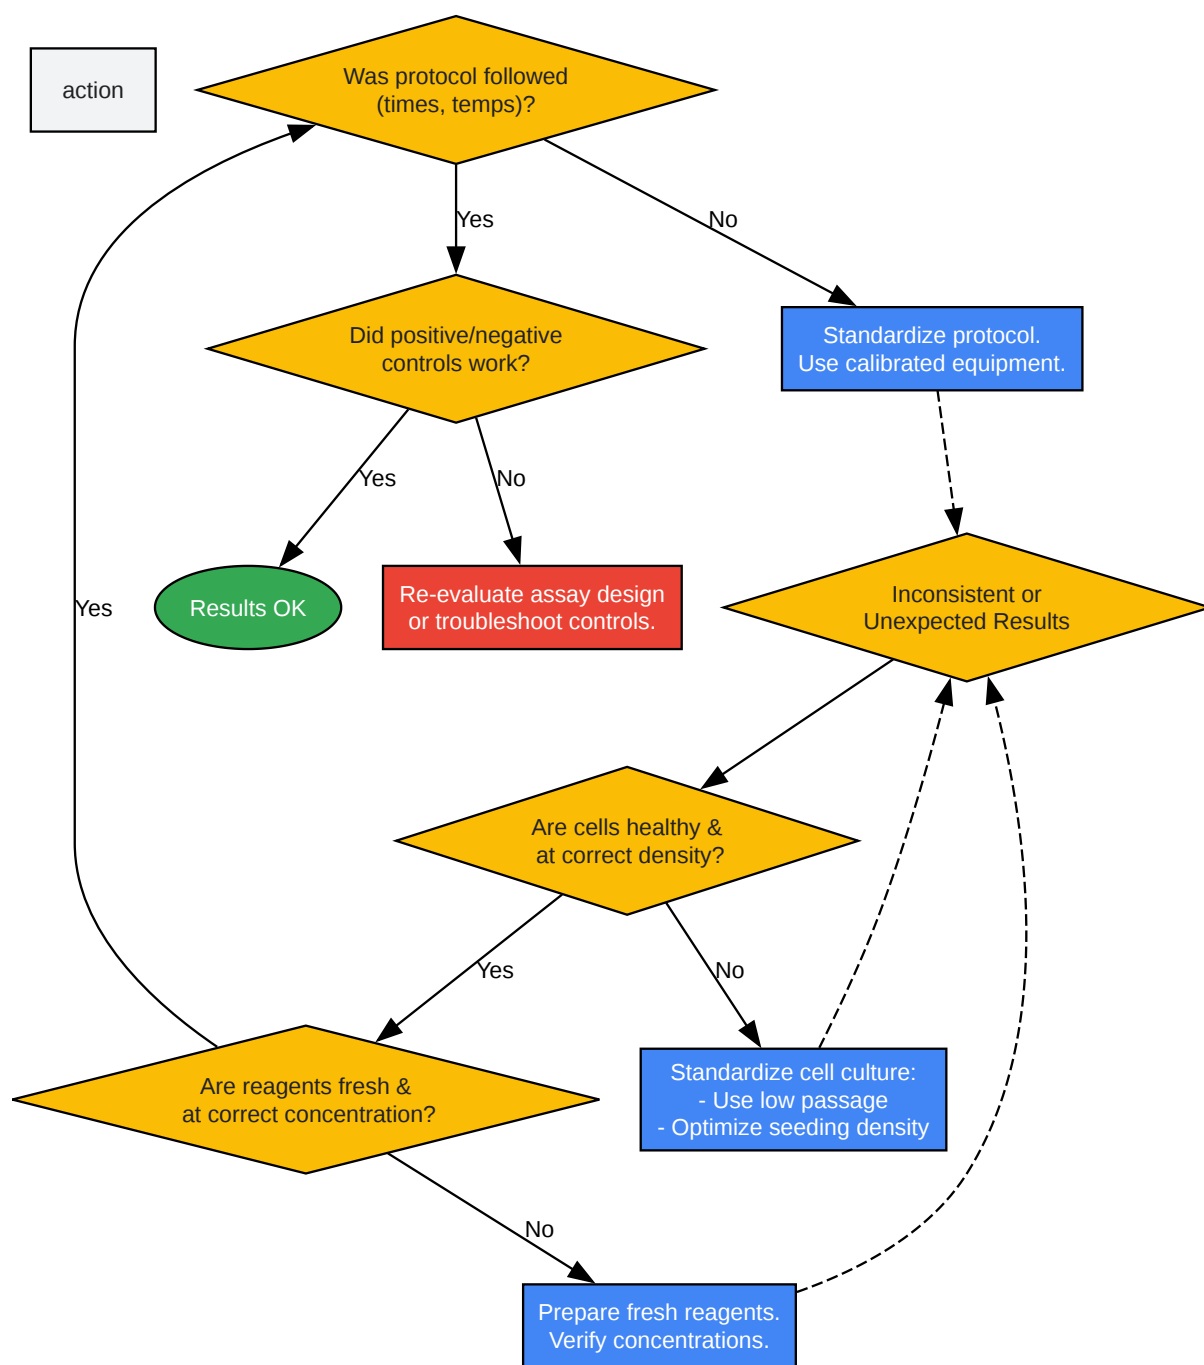 action
Was protocol followed
(times, temps)?
Yes
No
Did positive/negative
controls work?
Standardize protocol.
Use calibrated equipment.
Yes
No
Results OK
Re-evaluate assay design
or troubleshoot controls.
Yes
Inconsistent or
Unexpected Results
Are cells healthy &
at correct density?
Yes
No
Are reagents fresh &
at correct concentration?
Standardize cell culture:
- Use low passage
- Optimize seeding density
No
Prepare fresh reagents.
Verify concentrations.